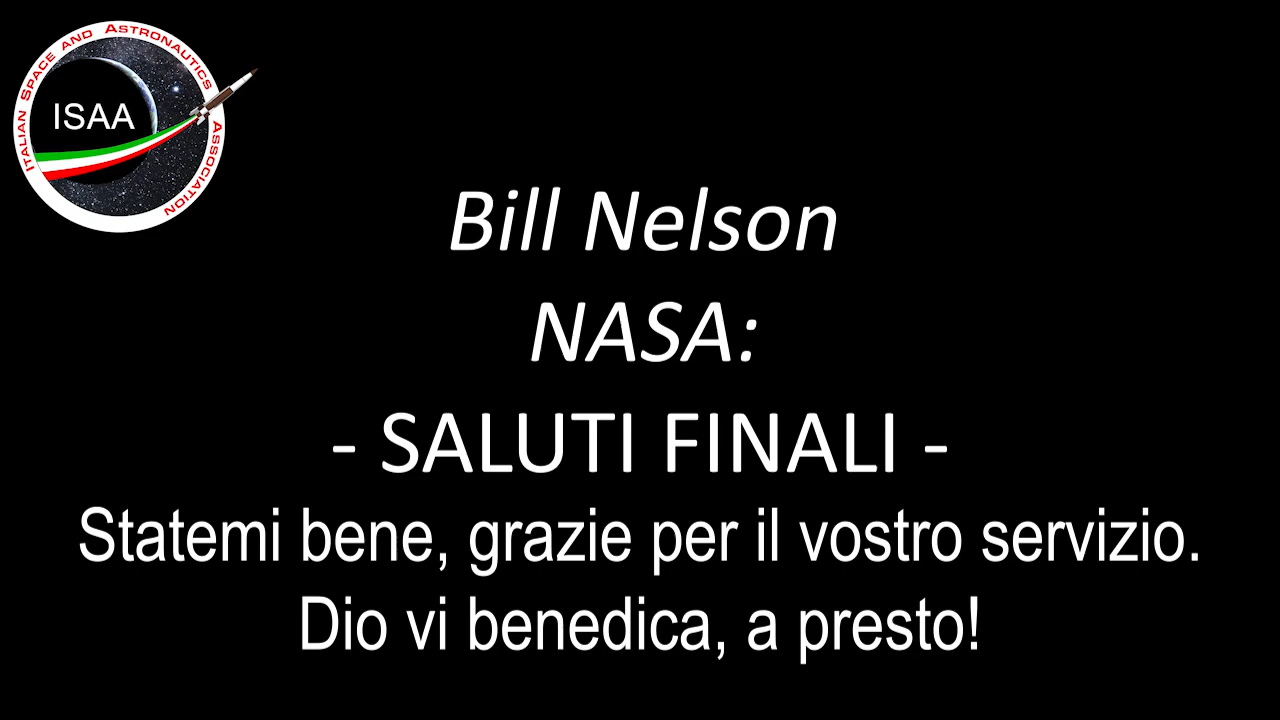 ITALIAN SPACE AND ASTRONAUTICS ASSOCIATION
ISAA
Bill Nelson
NASA:
- SALUTI FINALI -
Statemi bene, grazie per il vostro servizio.
Dio vi benedica, a presto!